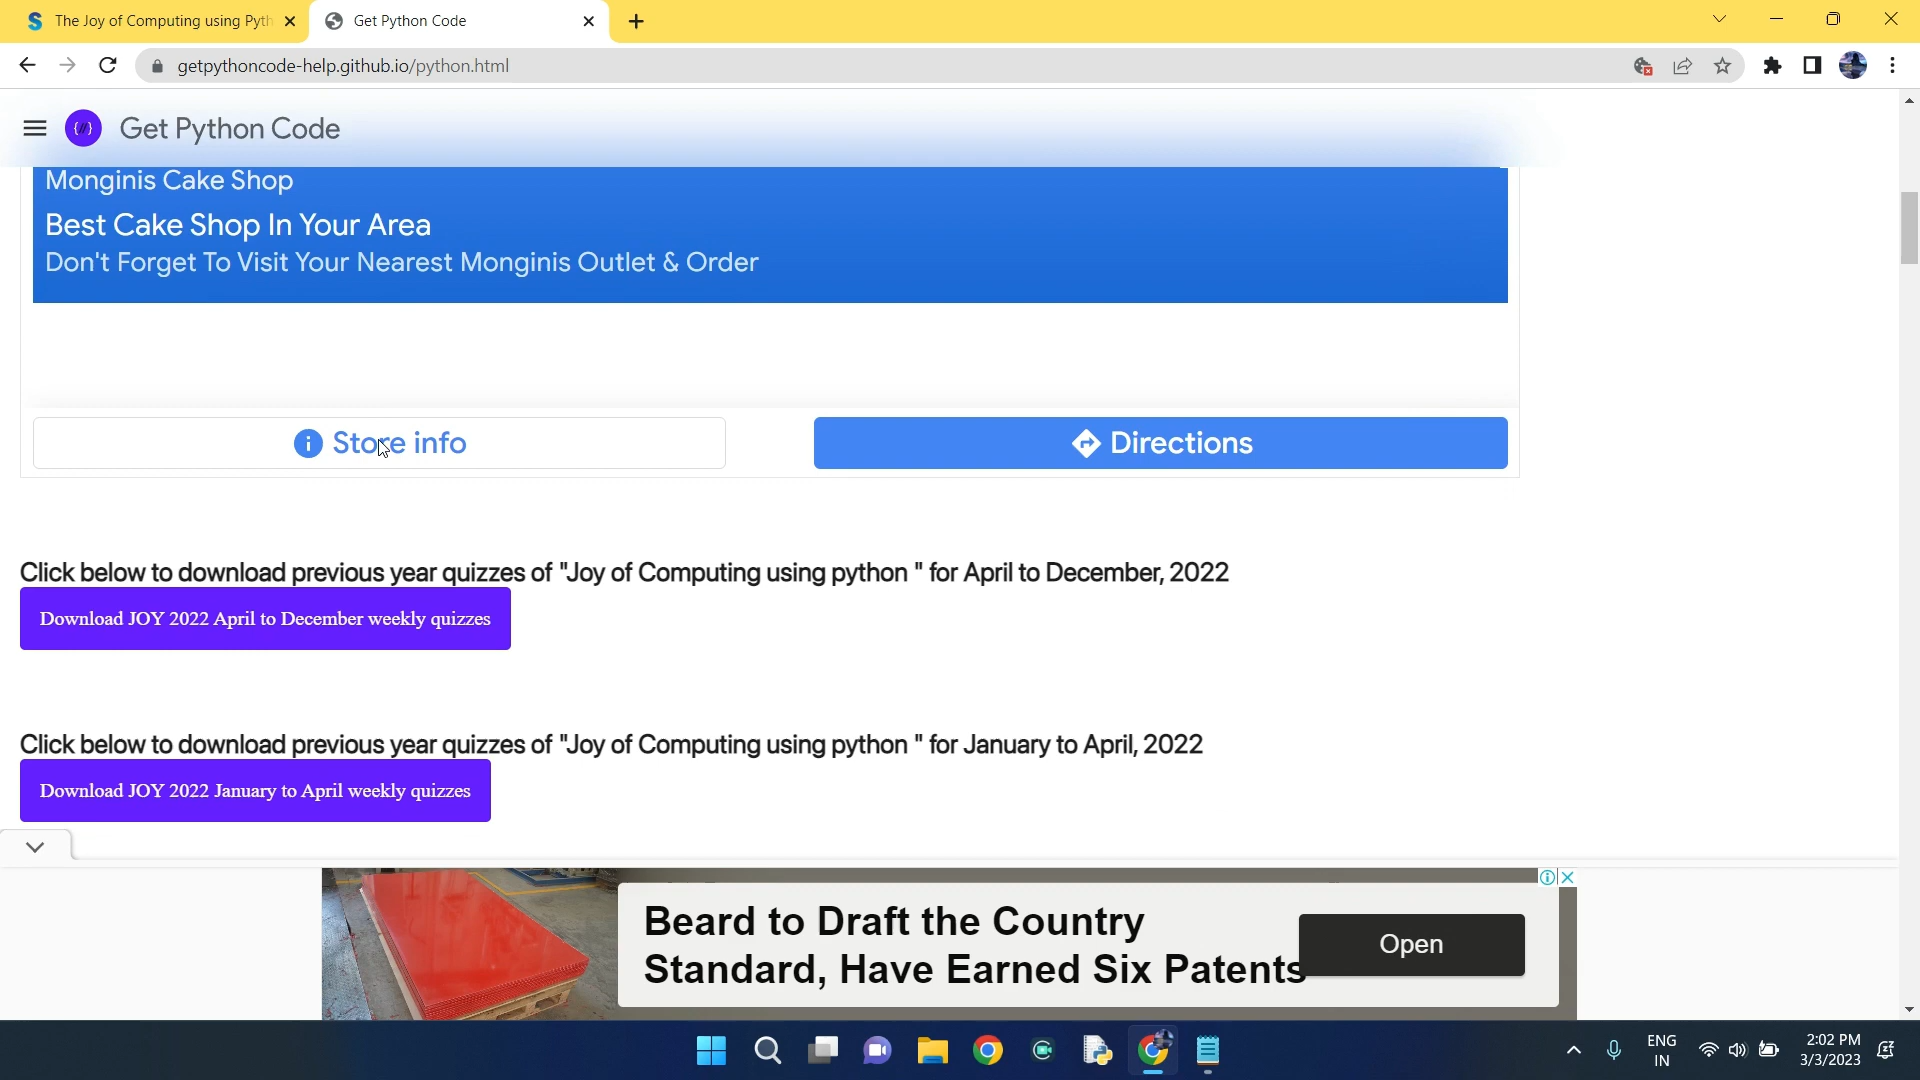 The Joy of Computing using Pyth
Get Python Code
getpythoncode-help.github.io/python.html
Get Python Code
Monginis Cake Shop
Best Cake Shop In Your Area
Don't Forget To Visit Your Nearest Monginis Outlet & Order
Store info
Directions
Click below to download previous year quizzes of "Joy of Computing using python " for April to December, 2022
Download JOY 2022 April to December weekly quizzes
Click below to download previous year quizzes of "Joy of Computing using python " for January to April, 2022
Download JOY 2022 January to April weekly quizzes
Beard to Draft the Country
Standard, Have Earned Six Patents
Open
ENG
IN
2:02 PM
3/3/2023